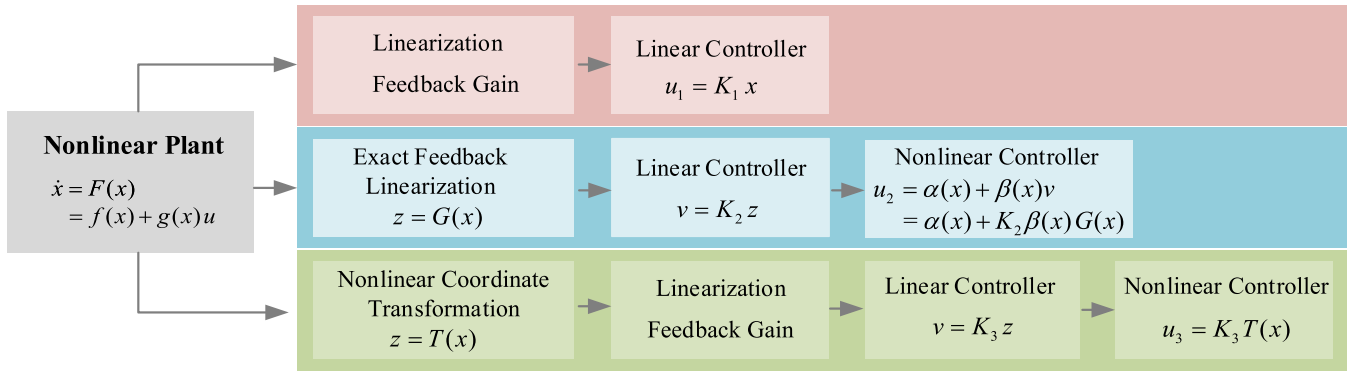 Nonlinear Plant
ẋ = F(x)
= f(x) + g(x)u
Linearization
Feedback Gain
Linear Controller
u₁ = K₁ x
Exact Feedback
Linearization
z = G(x)
Linear Controller
v = K₂ z
Nonlinear Controller
u₂ = α(x) + β(x)v
= α(x) + K₂β(x)G(x)
Nonlinear Coordinate
Transformation
z = T(x)
Linearization
Feedback Gain
Linear Controller
v = K₃ z
Nonlinear Controller
u₃ = K₃T(x)